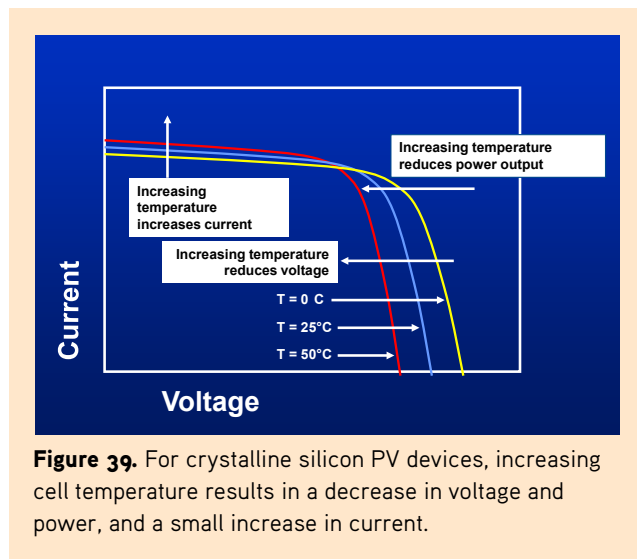 Increasing temperature
reduces power output
Increasing
temperature
increases current
Increasing temperature
reduces voltage
T = 0 C
T = 25°C
T = 50°C
Current
Voltage
Figure 39. For crystalline silicon PV devices, increasing
cell temperature results in a decrease in voltage and
power, and a small increase in current.